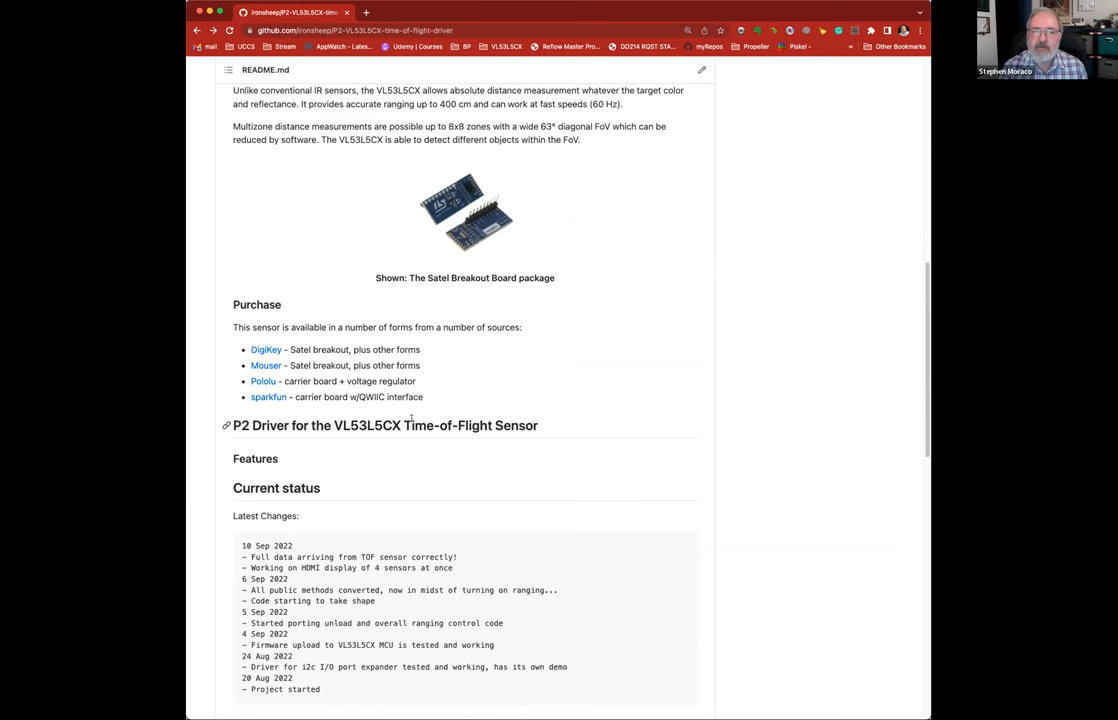 ironsheep/P2-VL53L5CX-time-
github.com/ironsheep/P2-VL53L5CX-time-of-flight-driver
mail
UCCS
Stream
AppWatch - Lates...
Udemy | Courses
BP
VL53L5CX
Reflow Master Pro...
DD214 RQST STA...
myRepos
Propeller
Piskel -
»
Other Bookmarks
Stephen Moraco
README.md
Unlike conventional IR sensors, the VL53L5CX allows absolute distance measurement whatever the target color
and reflectance. It provides accurate ranging up to 400 cm and can work at fast speeds (60 Hz).
Multizone distance measurements are possible up to 8x8 zones with a wide 63° diagonal FoV which can be
reduced by software. The VL53L5CX is able to detect different objects within the FoV.
Shown: The Satel Breakout Board package
Purchase
This sensor is available in a number of forms from a number of sources:
• DigiKey - Satel breakout, plus other forms
• Mouser - Satel breakout, plus other forms
• Pololu - carrier board + voltage regulator
• sparkfun - carrier board w/QWIIC interface
P2 Driver for the VL53L5CX Time-of-Flight Sensor
Features
Current status
Latest Changes:
10 Sep 2022
- Full data arriving from TOF sensor correctly!
- Working on HDMI display of 4 sensors at once
6 Sep 2022
- All public methods converted, now in midst of turning on ranging...
- Code starting to take shape
5 Sep 2022
- Started porting unload and overall ranging control code
4 Sep 2022
- Firmware upload to VL53L5CX MCU is tested and working
24 Aug 2022
- Driver for i2c I/O port expander tested and working, has its own demo
20 Aug 2022
- Project started